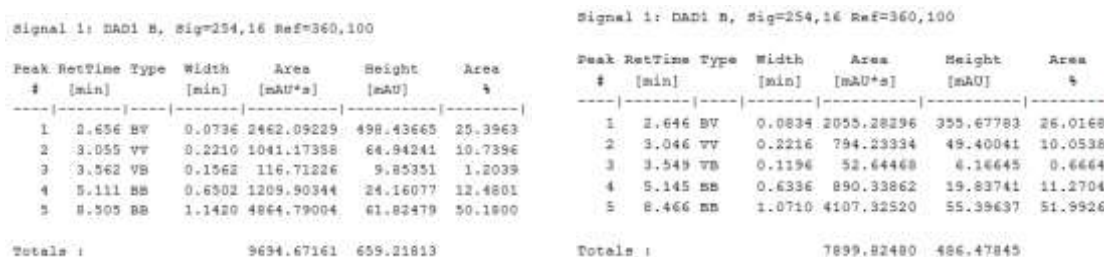 Signal 1: DAD1 B, Sig=254,16 Ref=360,100
Peak RetTime Type Width Area Height Area
# [min] [min] [mAU*s] [mAU] %
----|-------|----|-------|----------|----------|--------|
1 2.656 BV 0.0736 2462.09229 498.43665 25.3963
2 3.055 VV 0.2210 1041.17358 64.94241 10.7396
3 3.562 VB 0.1562 116.71226 9.85351 1.2039
4 5.111 BB 0.6502 1209.90344 24.16077 12.4801
5 8.505 BB 1.1420 4864.79004 61.82479 50.1800
Totals : 9694.67161 659.21813
Signal 1: DAD1 B, Sig=254,16 Ref=360,100
Peak RetTime Type Width Area Height Area
# [min] [min] [mAU*s] [mAU] %
----|-------|----|-------|----------|----------|--------
1 2.646 BV 0.0834 2055.28296 355.67783 26.0168
2 3.046 VV 0.2216 794.23334 49.40041 10.0538
3 3.549 VB 0.1196 52.64468 6.16645 0.6664
4 5.145 BB 0.6336 890.33862 19.83741 11.2704
5 8.466 BB 1.0710 4107.32520 55.39637 51.9926
Totals : 7899.82480 486.47845